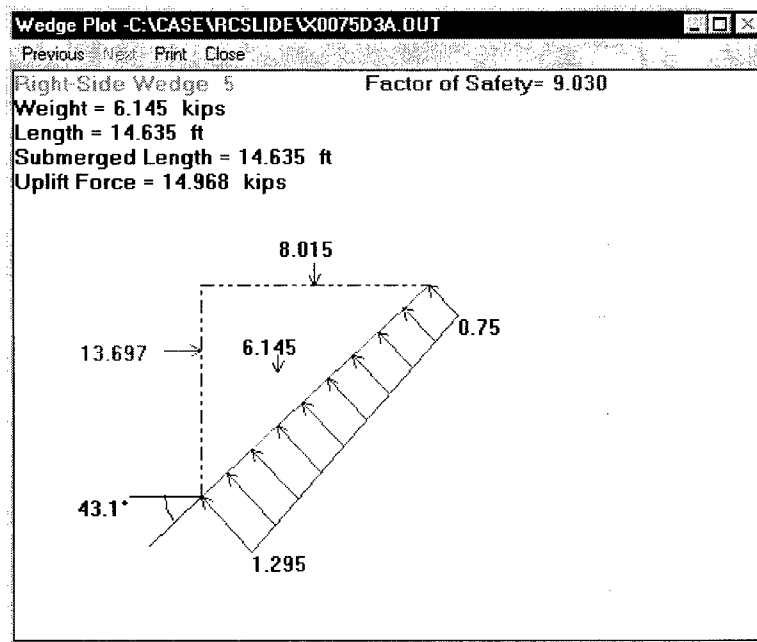 Wedge Plot -C:\CASE\RCSLIDE\X0075D3A.OUT
Previous Next Print Close
Right-Side Wedge 5 Factor of Safety= 9.030
Weight = 6.145 kips
Length = 14.635 ft
Submerged Length = 14.635 ft
Uplift Force = 14.968 kips
8.015
13.697
6.145
0.75
43.1°
1.295